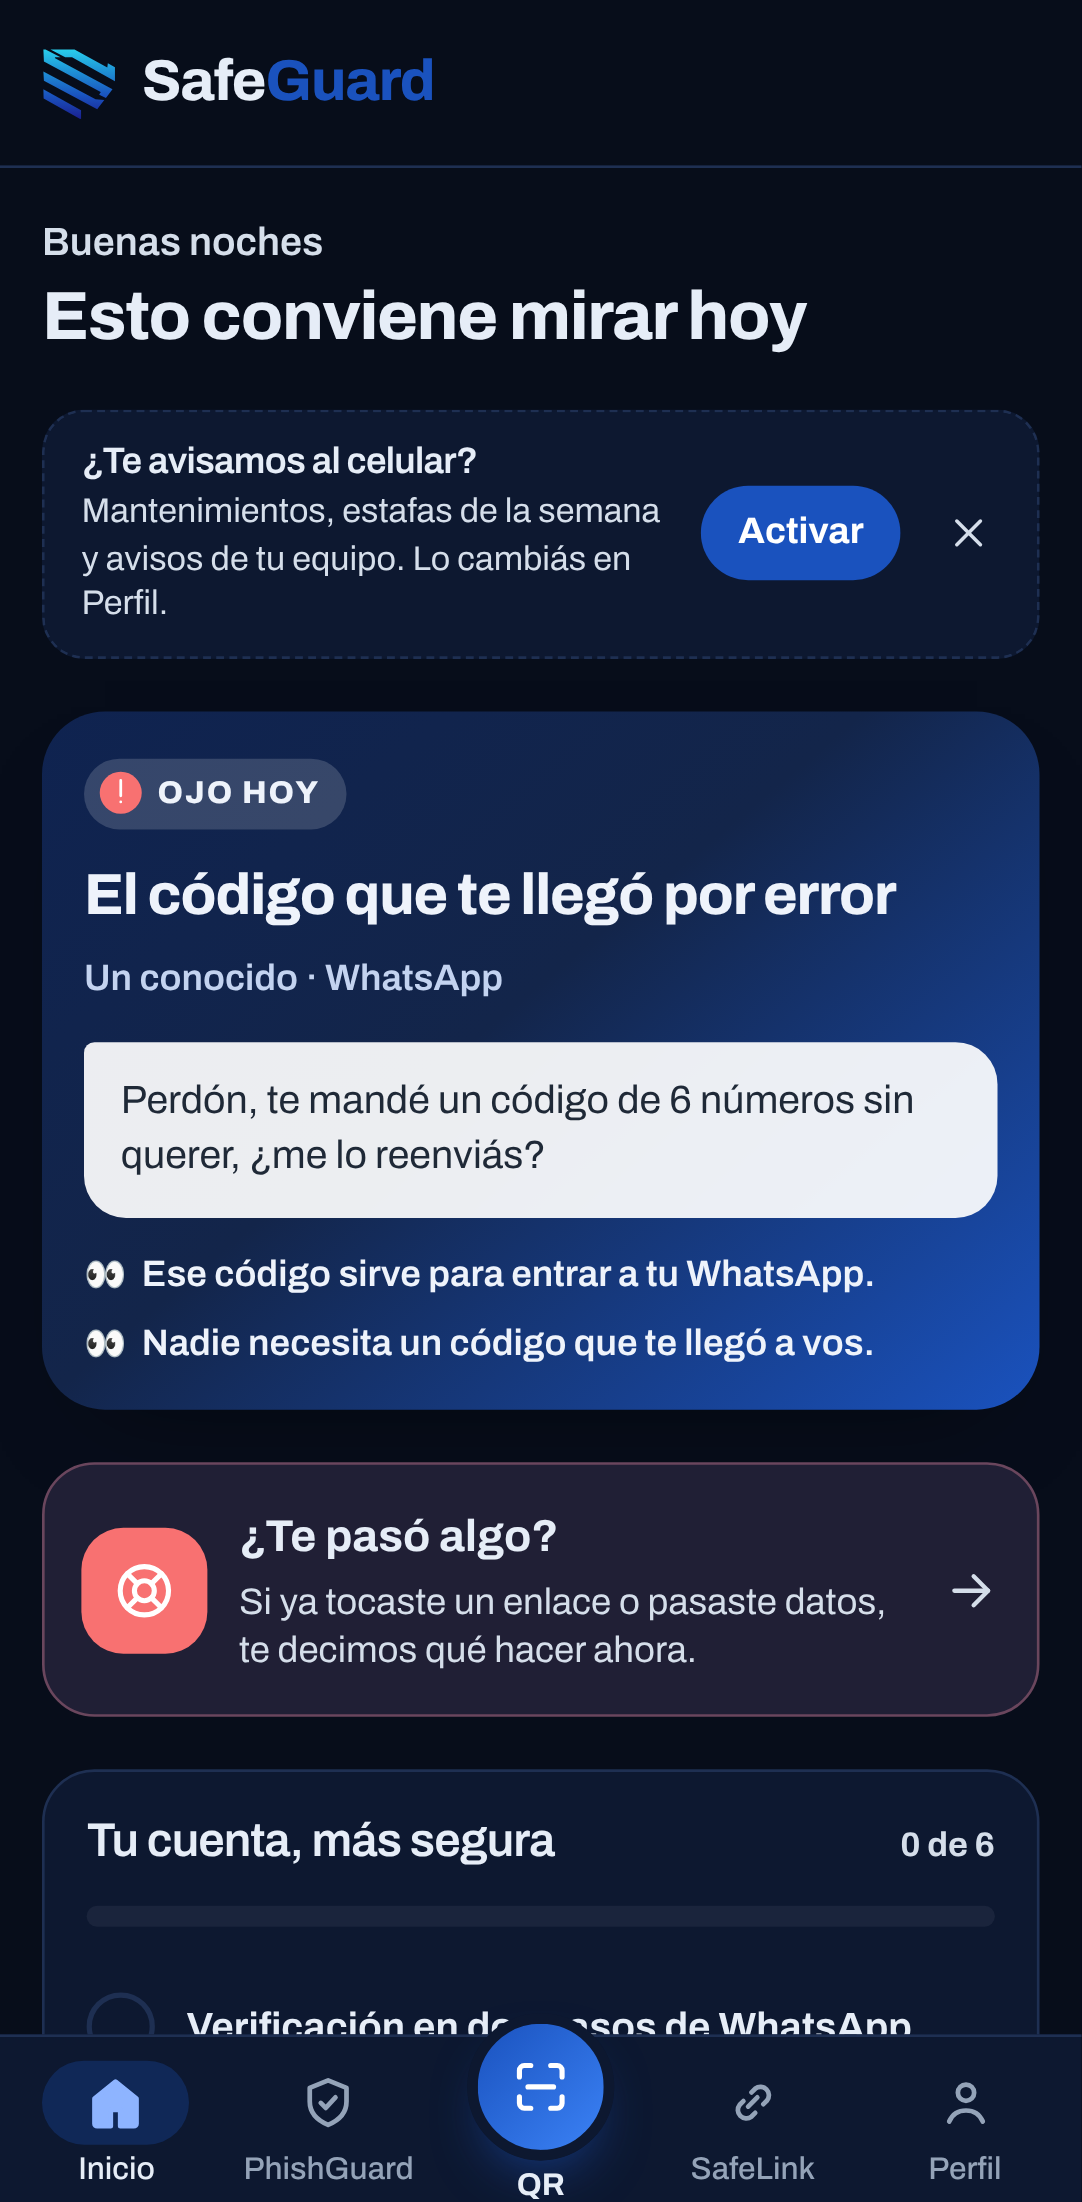 SafeGuard
Buenas noches
Esto conviene mirar hoy
¿Te avisamos al celular?
Mantenimientos, estafas de la semana
y avisos de tu equipo. Lo cambiás en
Perfil.
Activar
OJO HOY
El código que te llegó por error
Un conocido · WhatsApp
Perdón, te mandé un código de 6 números sin
querer, ¿me lo reenviás?
👀 Ese código sirve para entrar a tu WhatsApp.
👀 Nadie necesita un código que te llegó a vos.
¿Te pasó algo?
Si ya tocaste un enlace o pasaste datos,
te decimos qué hacer ahora.
Tu cuenta, más segura
0 de 6
Verificación en de WhatsApp
Inicio
PhishGuard
QR
SafeLink
Perfil